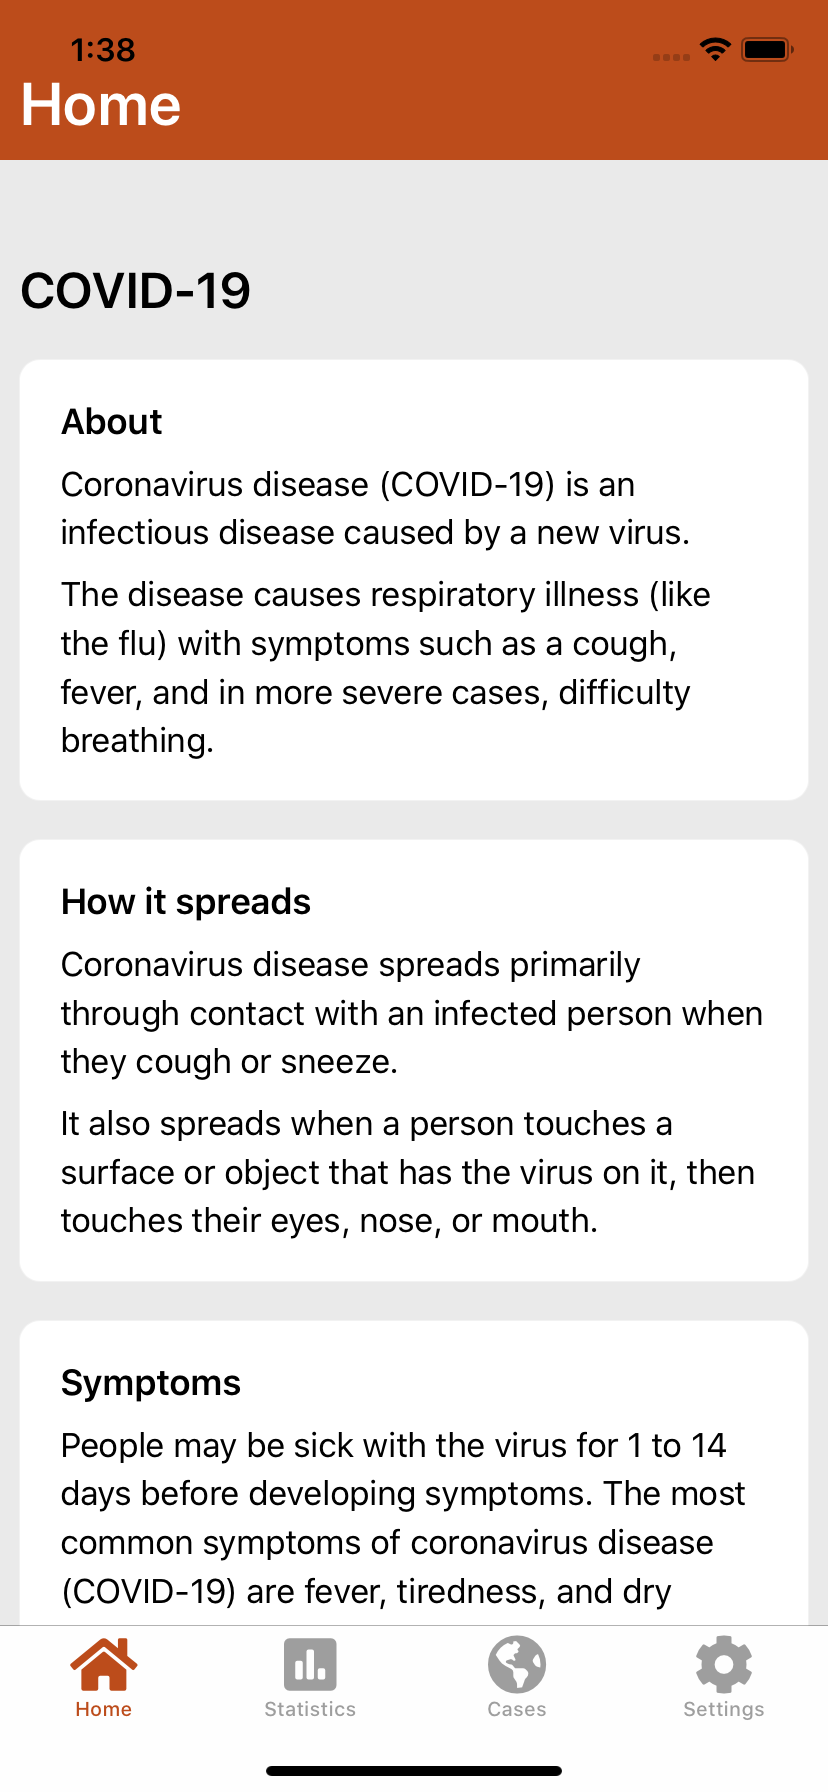 1:38
Home
COVID-19
About
Coronavirus disease (COVID-19) is an
infectious disease caused by a new virus.
The disease causes respiratory illness (like
the flu) with symptoms such as a cough,
fever, and in more severe cases, difficulty
breathing.
How it spreads
Coronavirus disease spreads primarily
through contact with an infected person when
they cough or sneeze.
It also spreads when a person touches a
surface or object that has the virus on it, then
touches their eyes, nose, or mouth.
Symptoms
People may be sick with the virus for 1 to 14
days before developing symptoms. The most
common symptoms of coronavirus disease
(COVID-19) are fever, tiredness, and dry
Home
Statistics
Cases
Settings